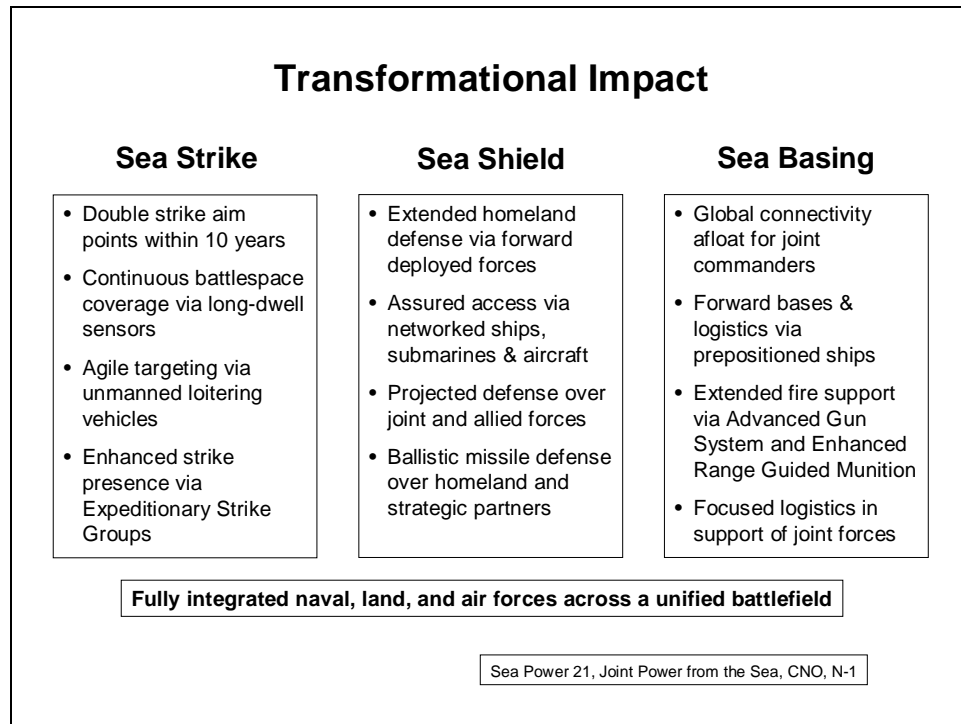 Transformational Impact
Sea Strike
• Double strike aim
points within 10 years
• Continuous battlespace
coverage via long-dwell
sensors
• Agile targeting via
unmanned loitering
vehicles
• Enhanced strike
presence via
Expeditionary Strike
Groups
Sea Shield
• Extended homeland
defense via forward
deployed forces
• Assured access via
networked ships,
submarines & aircraft
• Projected defense over
joint and allied forces
• Ballistic missile defense
over homeland and
strategic partners
Sea Basing
• Global connectivity
afloat for joint
commanders
• Forward bases &
logistics via
prepositioned ships
• Extended fire support
via Advanced Gun
System and Enhanced
Range Guided Munition
• Focused logistics in
support of joint forces
Fully integrated naval, land, and air forces across a unified battlefield
Sea Power 21, Joint Power from the Sea, CNO, N-1